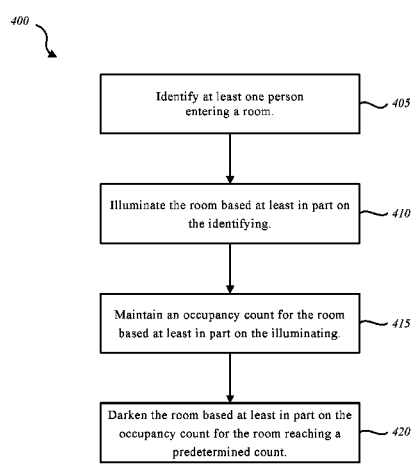 400
Identify at least one person
entering a room.
405
Illuminate the room based at least in part on
the identifying.
410
Maintain an occupancy count for the room
based at least in part on the illuminating.
415
Darken the room based at least in part on the
occupancy count for the room reaching a
predetermined count.
420